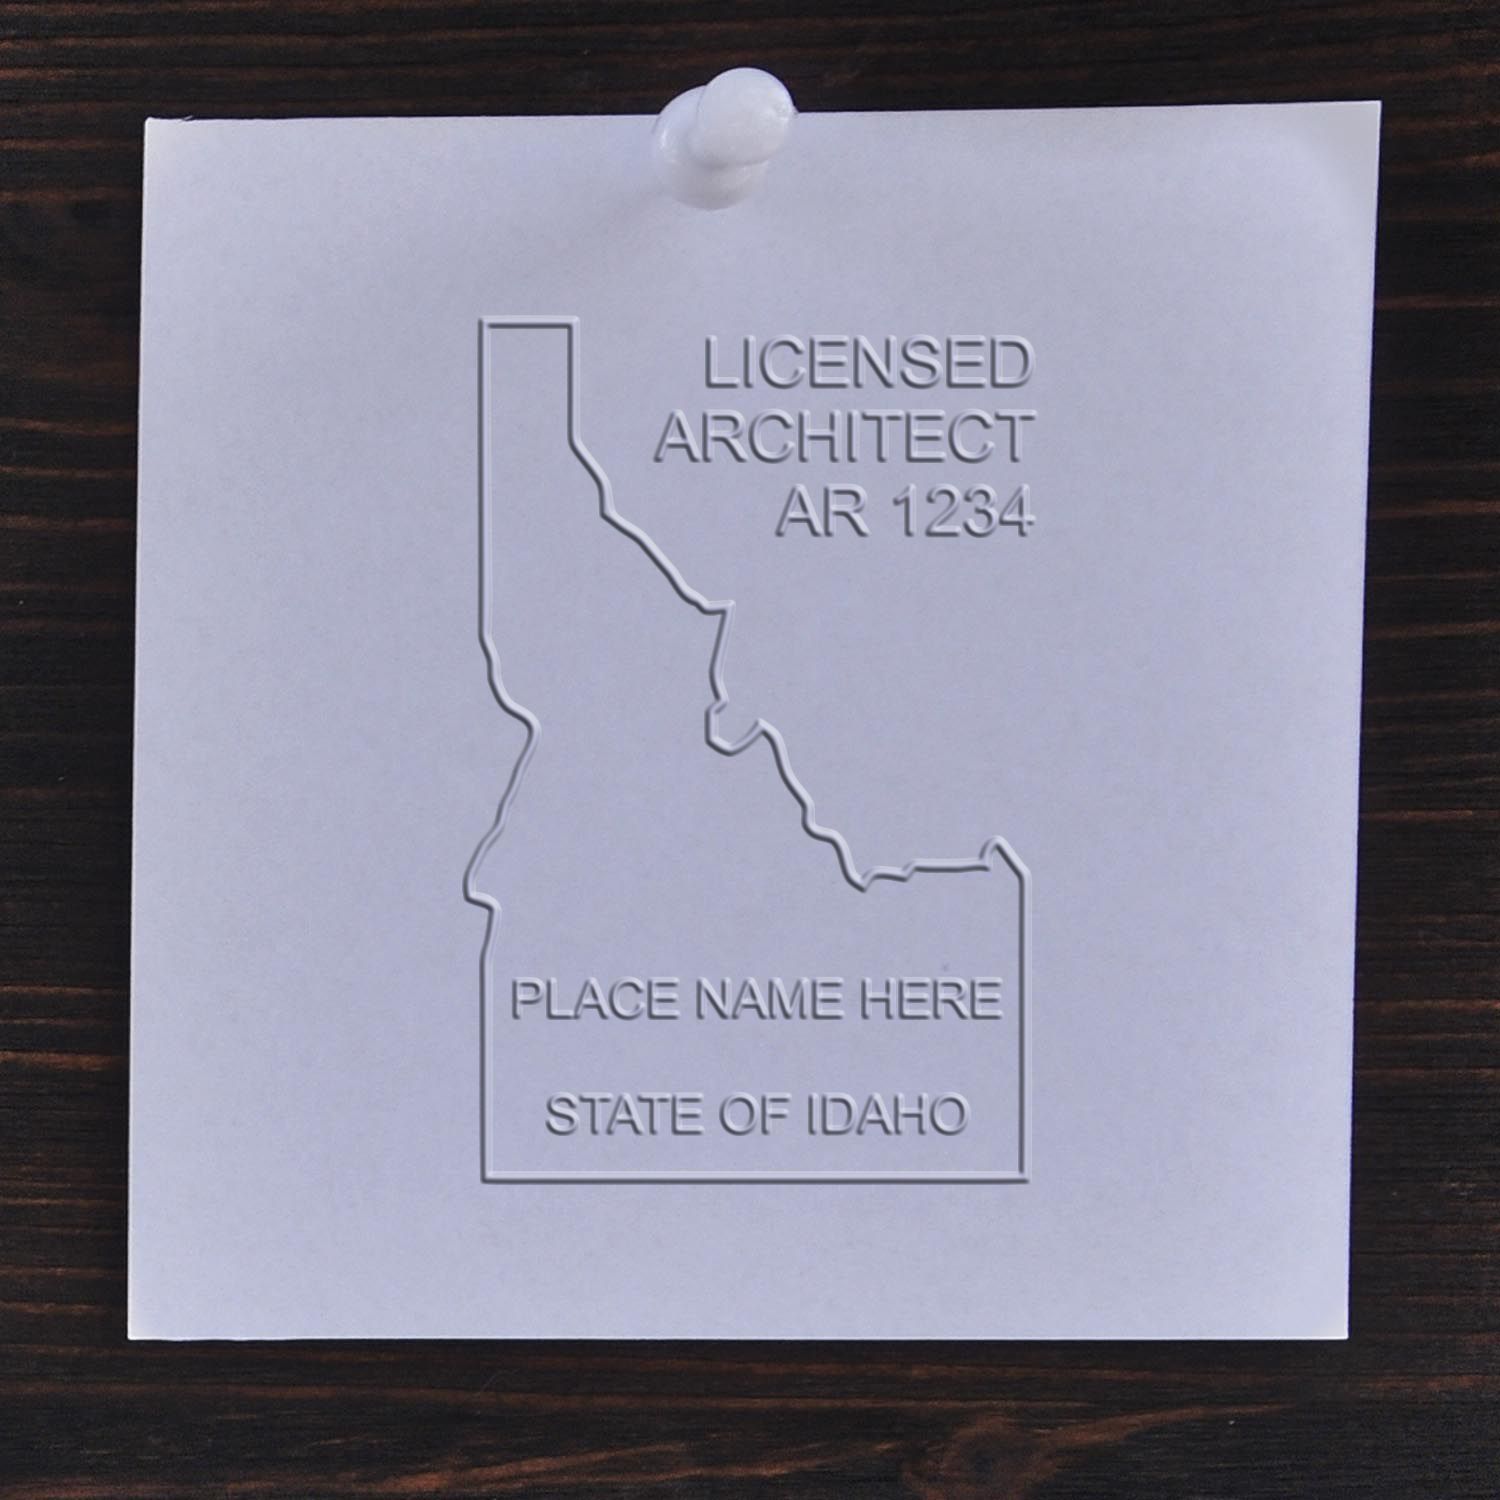 LICENSED
ARCHITECT
AR 1234
PLACE NAME HERE
STATE OF IDAHO